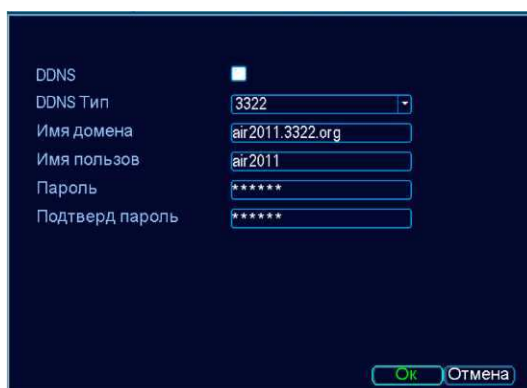 DDNS
DDNS Тип 3322
Имя домена air2011.3322.org
Имя пользов air2011
Пароль ******
Подтверд пароль ******
Ок Отмена